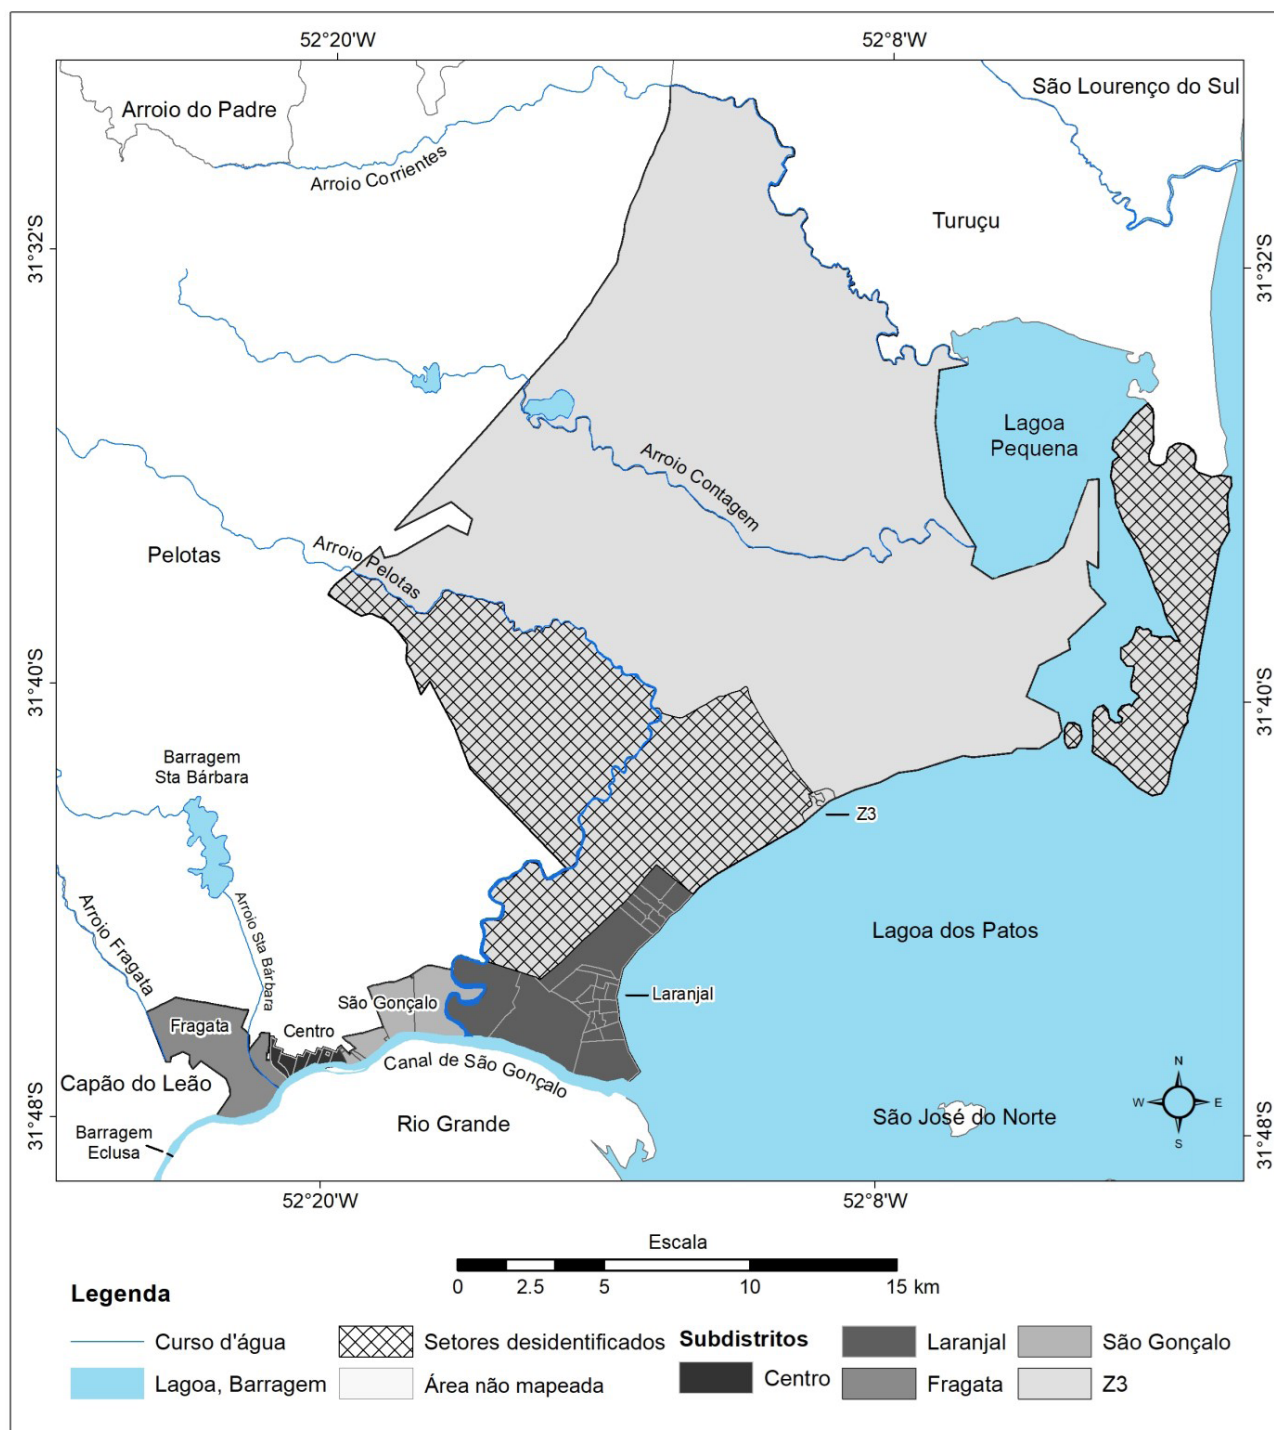 52°20'W
52°8'W
São Lourenço do Sul
Arroio do Padre
Arroio Corrientes
Turuçu
31°32'S
31°32'S
Lagoa
Pequena
Arroio Contagem
Arroio Pelotas
Pelotas
31°40'S
31°40'S
Barragem
Sta Bárbara
Z3
Arroio Fragata
Arroio Sta Bárbara
Lagoa dos Patos
Laranjal
São Gonçalo
Fragata
Centro
Canal de São Gonçalo
Capão do Leão
Rio Grande
São José do Norte
N
W
E
S
31°48'S
31°48'S
Barragem
Eclusa
52°20'W
52°8'W
Escala
0 2.5 5 10 15 km
Legenda
Curso d'água
Lagoa, Barragem
Setores desidentificados
Área não mapeada
Subdistritos
Centro
Laranjal
Fragata
São Gonçalo
Z3